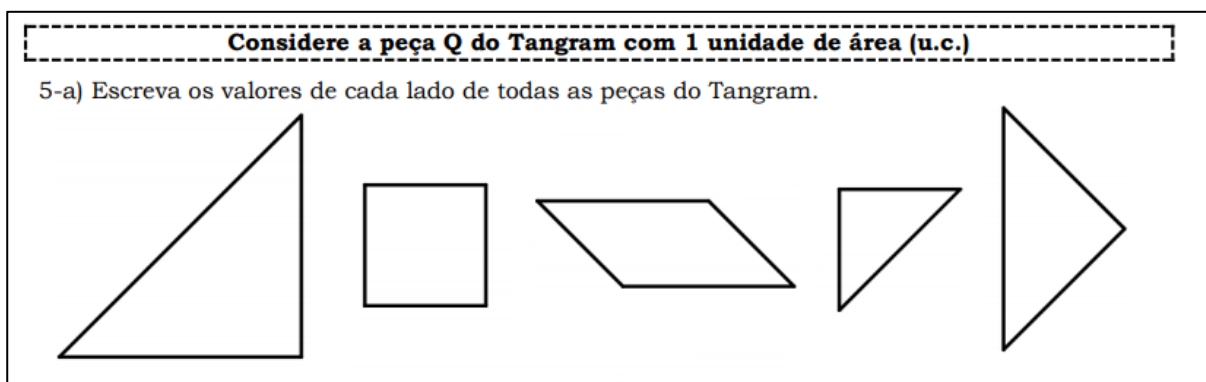 Considere a peça Q do Tangram com 1 unidade de área (u.c.)
5-a) Escreva os valores de cada lado de todas as peças do Tangram.